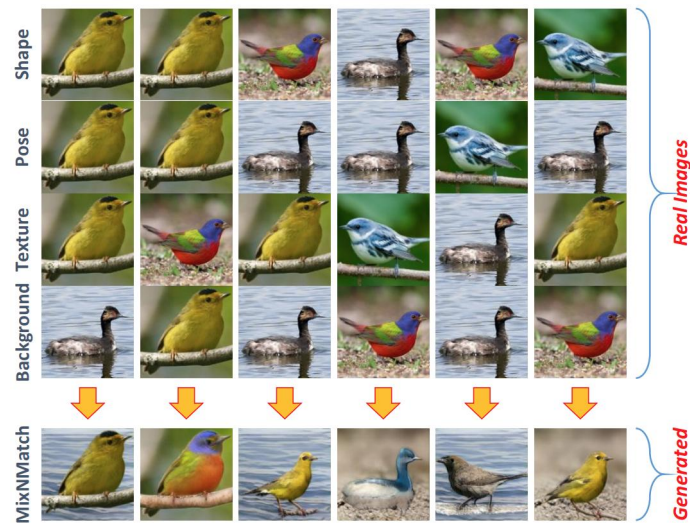 Shape
Pose
Texture
Background
MixNMatch
Real Images
Generated